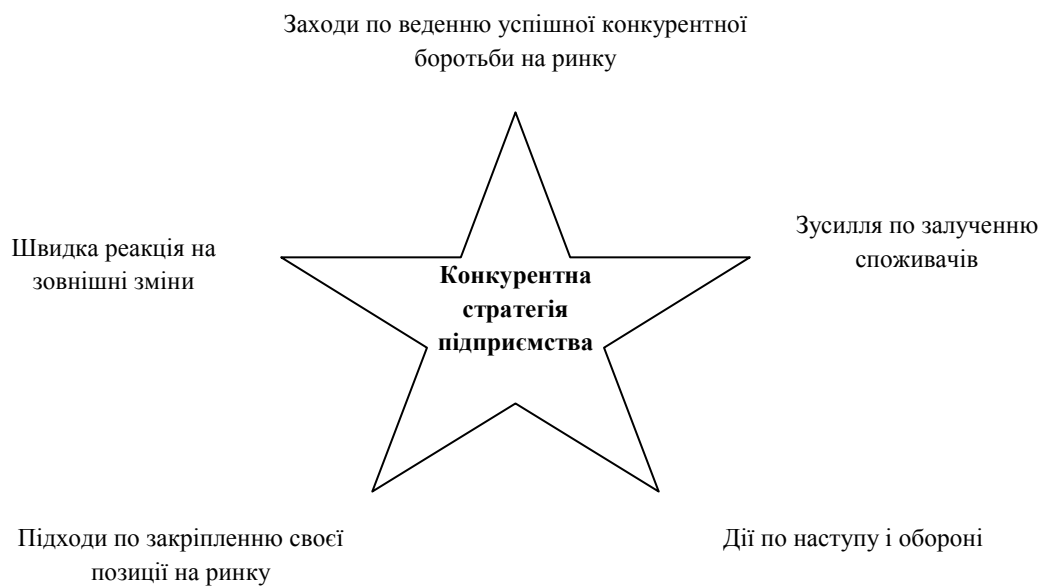 Заходи по веденню успішної конкурентної
боротьби на ринку
Швидка реакція на
зовнішні зміни
Зусилля по залученню
споживачів
Конкурентна
стратегія
підприємства
Підходи по закріпленню своєї
позиції на ринку
Дії по наступу і обороні